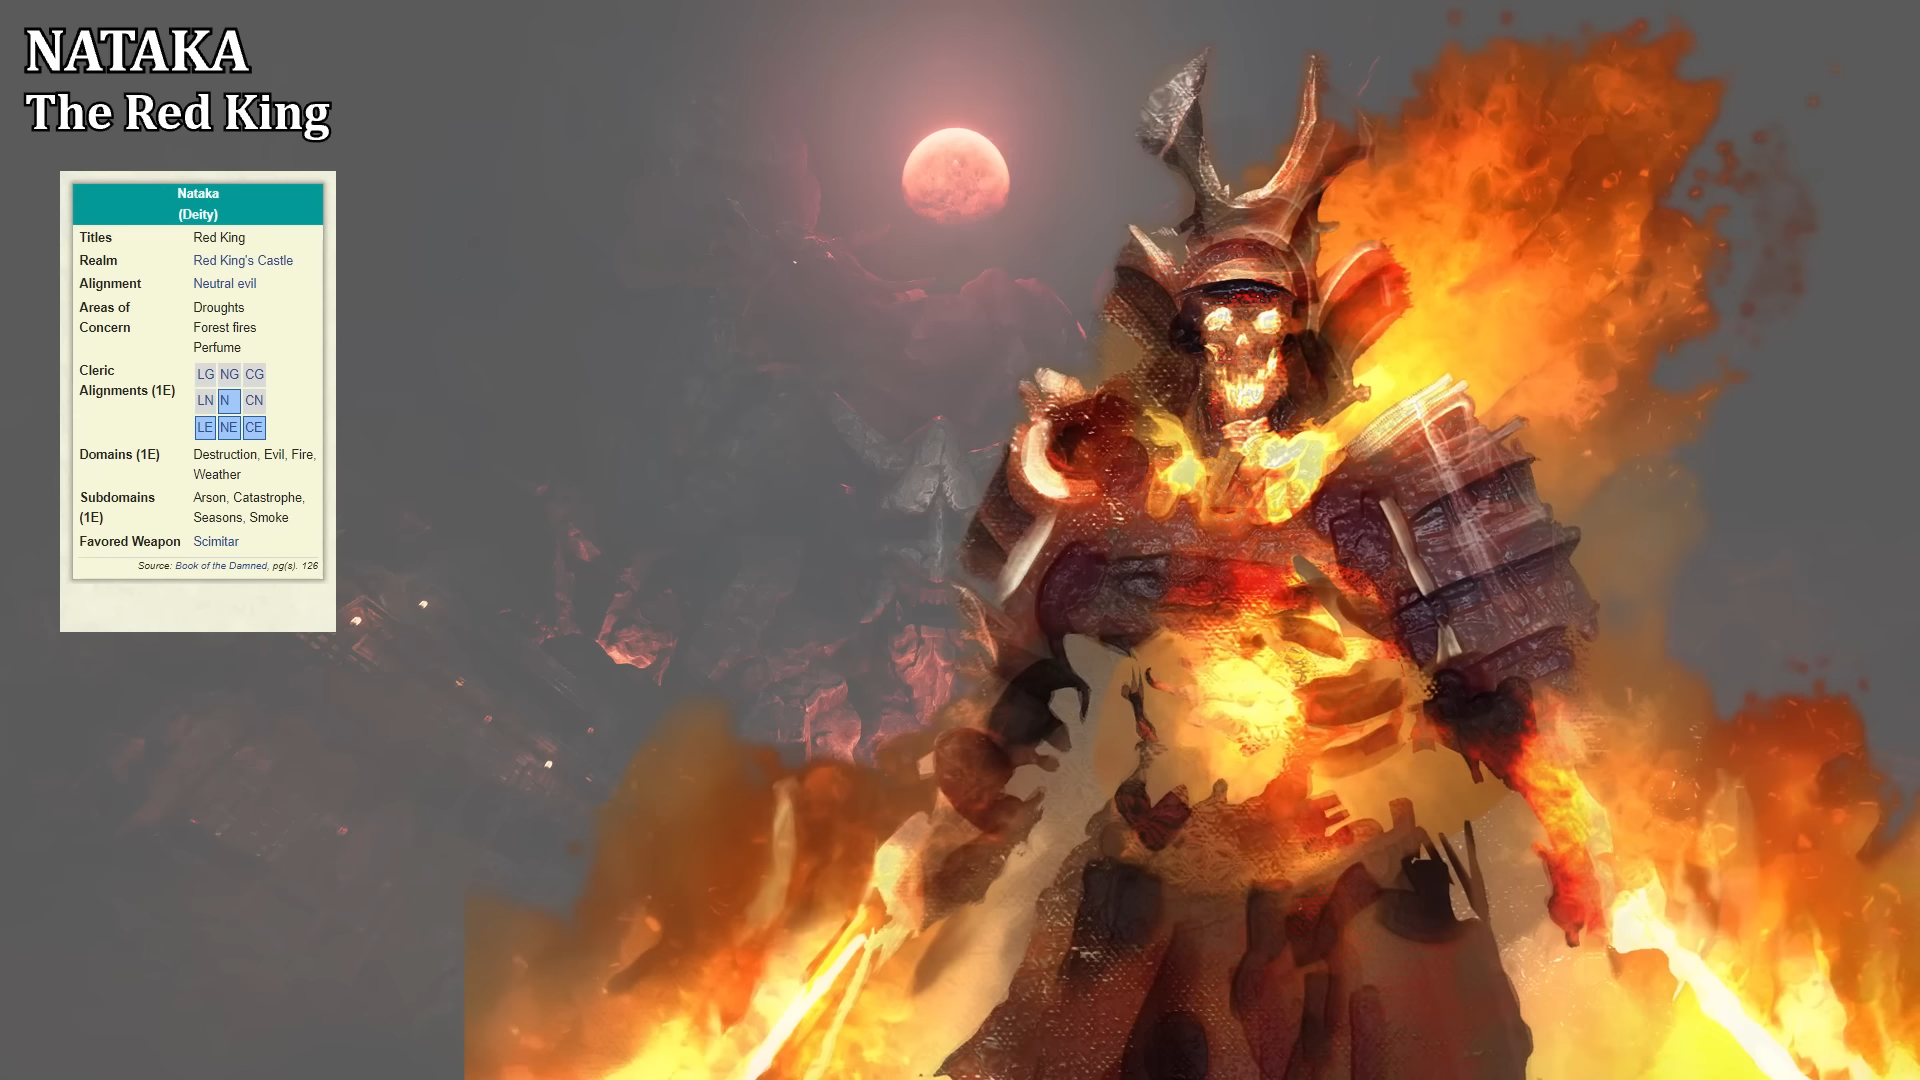 NATAKA
The Red King
Nataka
(Deity)
Titles Red King
Realm Red King's Castle
Alignment Neutral evil
Areas of Droughts
Concern Forest fires
Perfume
Cleric LG NG CG
Alignments (1E)
LN N CN
LE NE CE
Domains (1E) Destruction, Evil, Fire,
Weather
Subdomains Arson, Catastrophe,
(1E) Seasons, Smoke
Favored Weapon Scimitar
Source: Book of the Damned, pg(s). 126